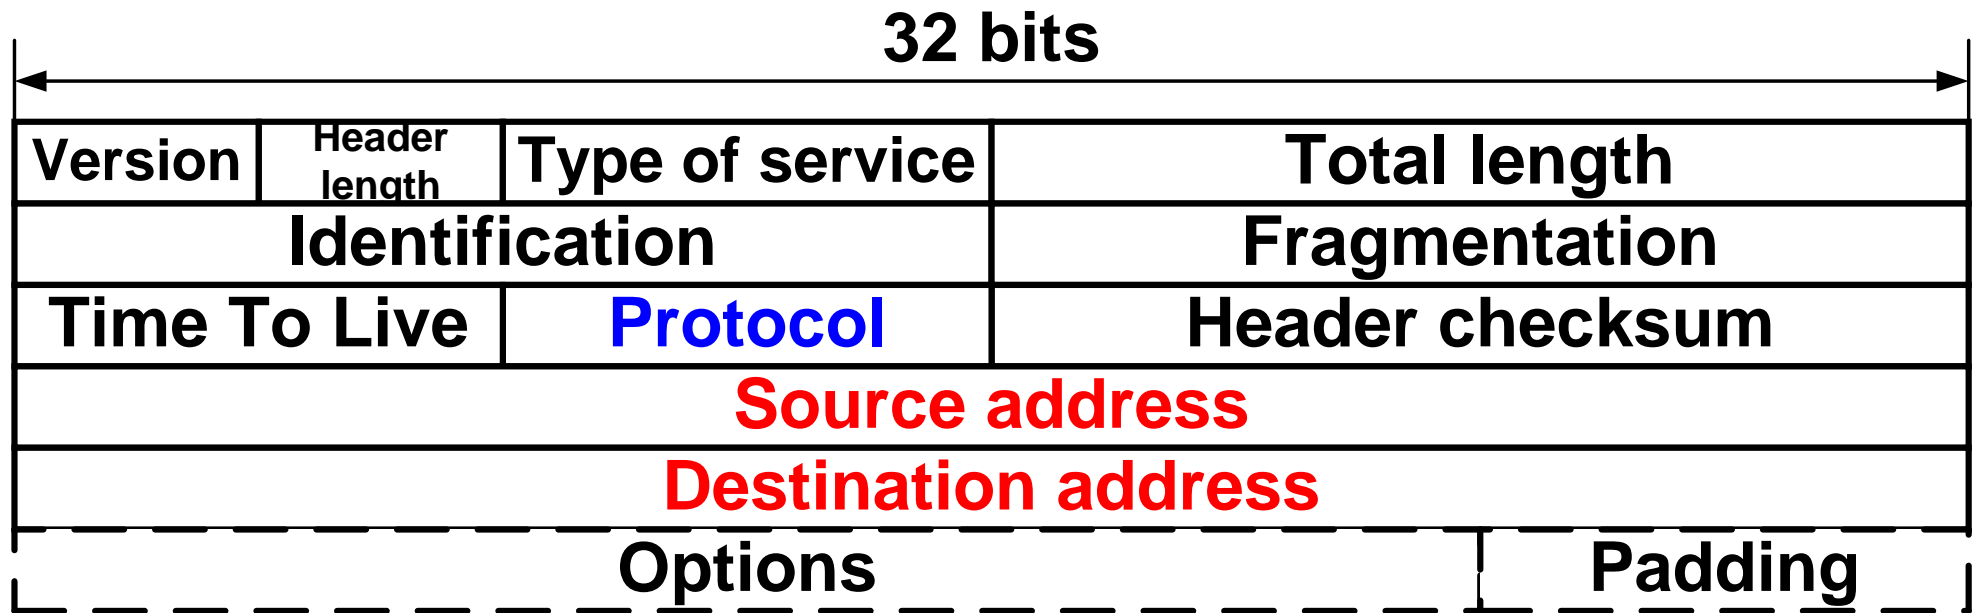 32 bits
Version
Header
length
Type of service
Total length
Identification
Fragmentation
Time To Live
Protocol
Header checksum
Source address
Destination address
Options
Padding